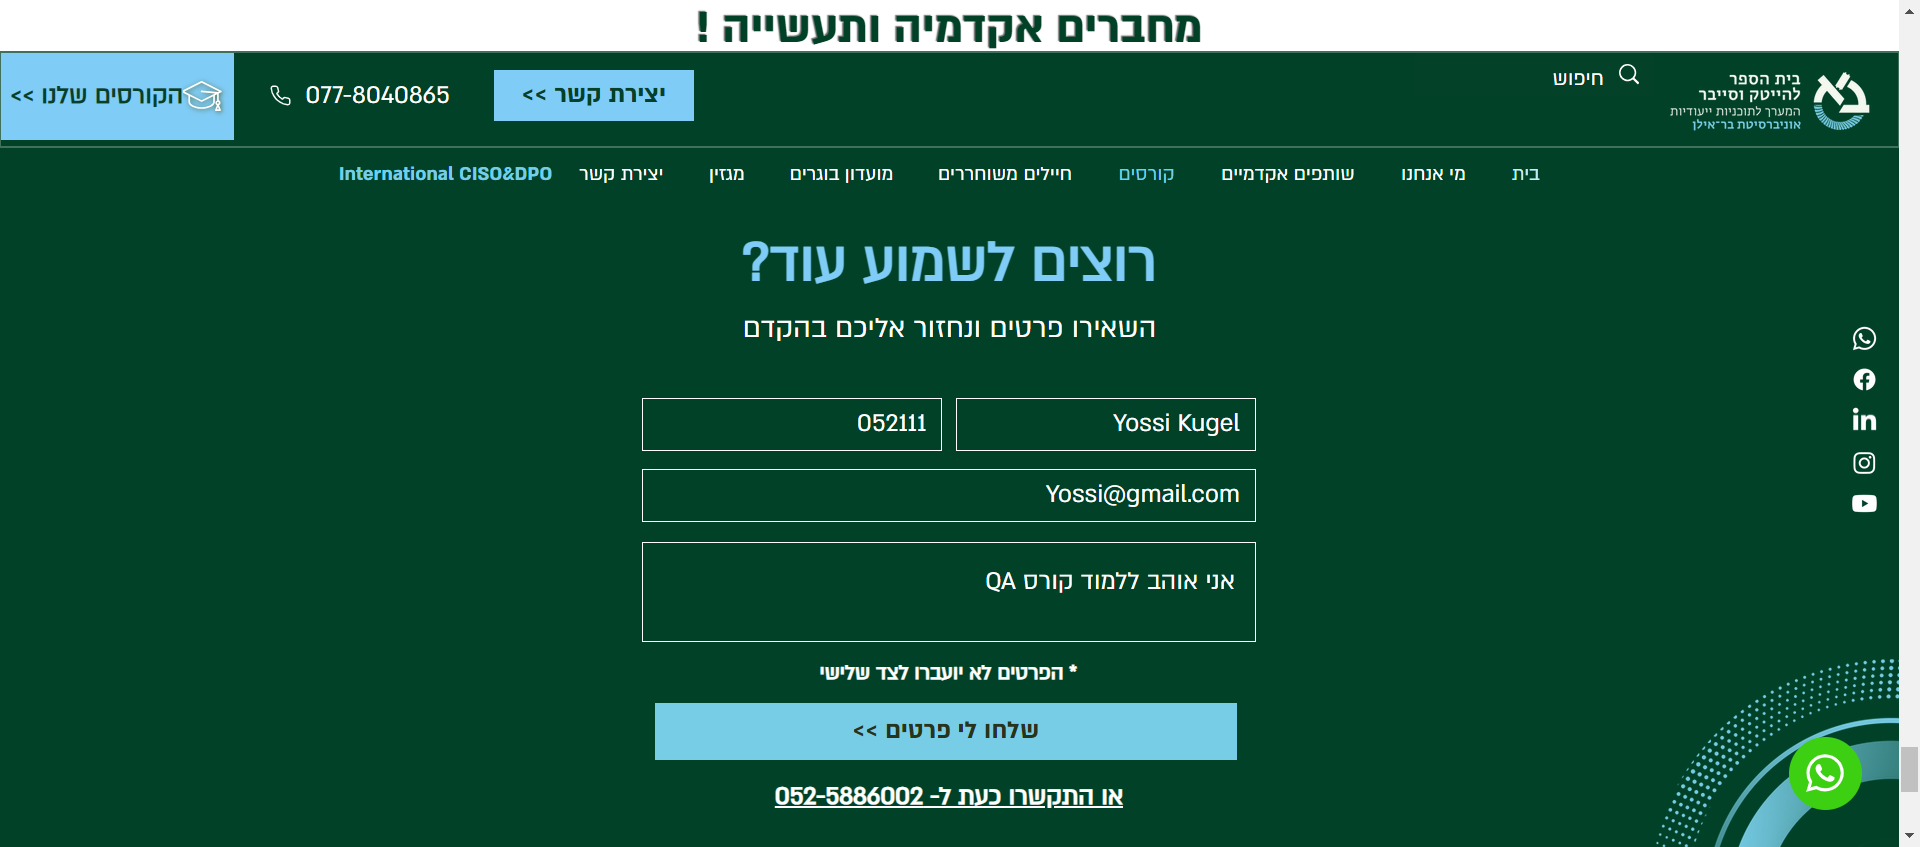 מחברים אקדמיה ותעשייה !
בית הספר
להייטק וסייבר
המערך לתוכניות ייעודיות
אוניברסיטת בר־אילן
חיפוש
יצירת קשר >>
077-8040865
הקורסים שלנו >>
בית
מי אנחנו
שותפים אקדמיים
קורסים
חיילים משוחררים
מועדון בוגרים
מגזין
יצירת קשר
International CISO&DPO
רוצים לשמוע עוד?
השאירו פרטים ונחזור אליכם בהקדם
Yossi Kugel
052111
Yossi@gmail.com
אני אוהב ללמוד קורס QA
* הפרטים לא יועברו לצד שלישי
שלחו לי פרטים >>
או התקשרו כעת ל- 052-5886002